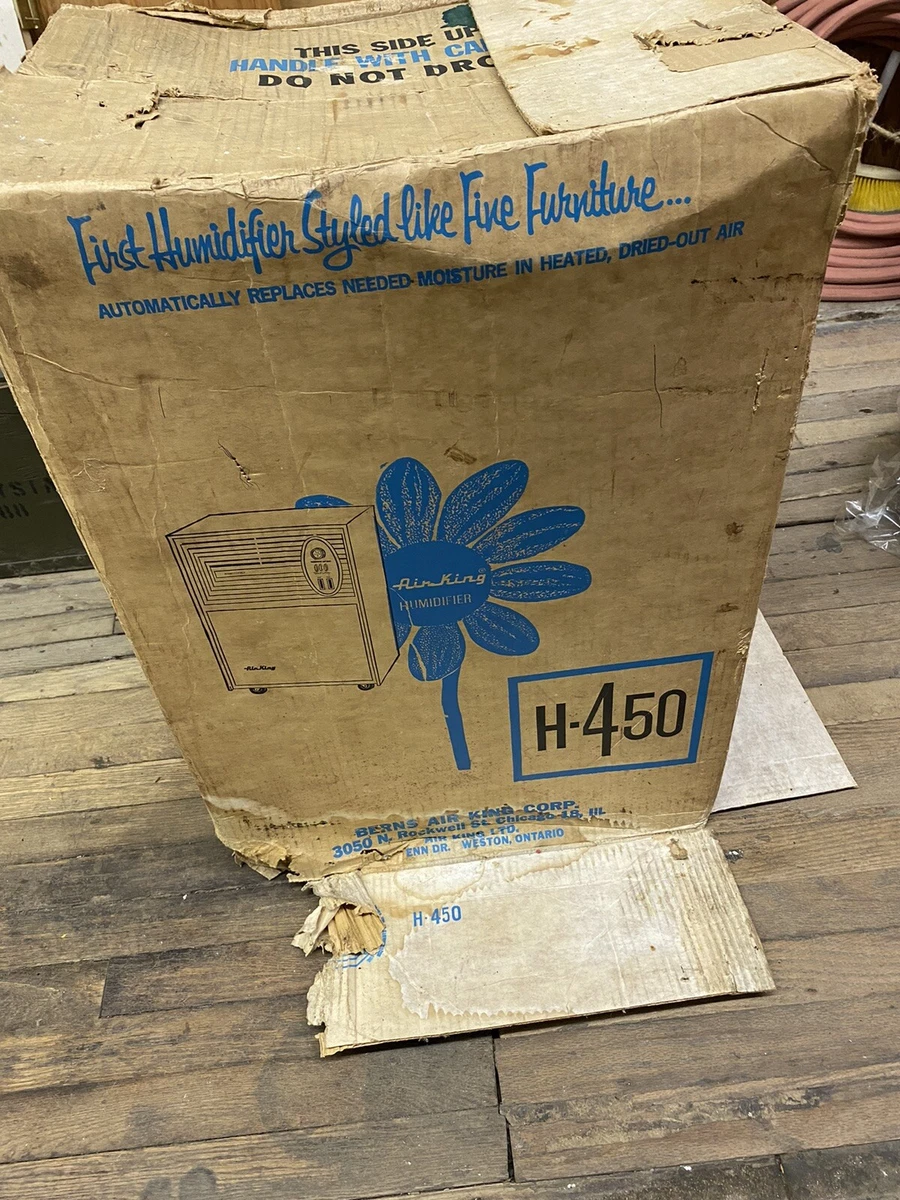 THIS SIDE UP
HANDLE WITH CA
DO NOT DRO
First Humidifier Styled like Fine Furniture...
AUTOMATICALLY REPLACES NEEDED MOISTURE IN HEATED, DRIED-OUT AIR
Air King
HUMIDIFIER
Air King
H-450
BERNS AIR KING CORP.
3050 N. Rockwell St. Chicago 18, Ill.
AIR KING LTD.
ENN DR. WESTON, ONTARIO
H-450